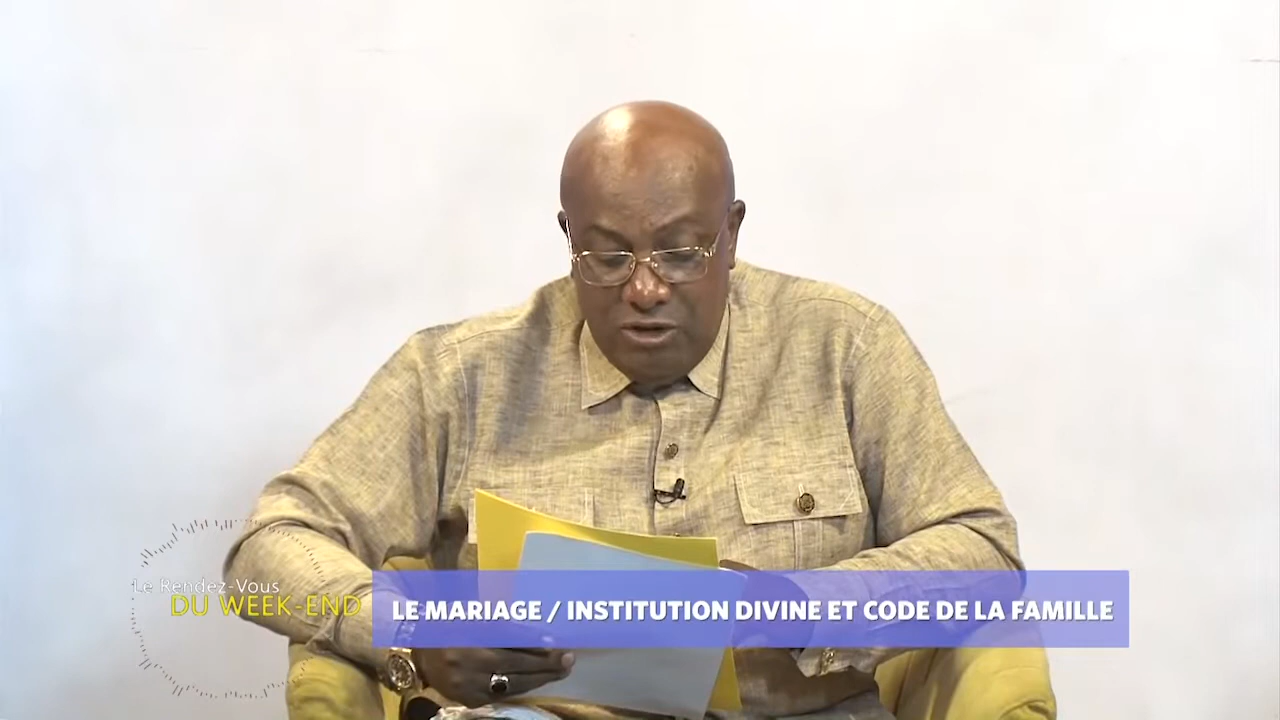 Le Rendez-Vous
DU WEEK-END
LE MARIAGE / INSTITUTION DIVINE ET CODE DE LA FAMILLE